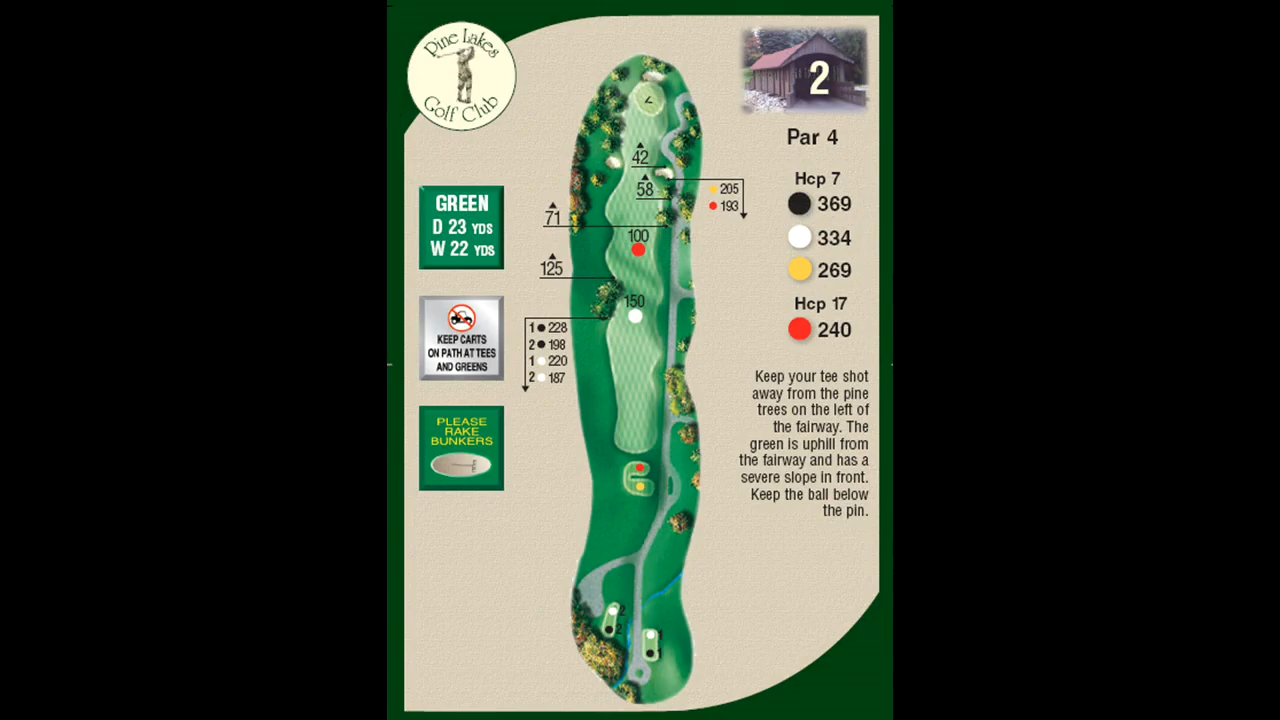 Pine Lakes
Golf Club
2
Par 4
Hcp 7
369
334
269
Hcp 17
240
GREEN
D 23 YDS
W 22 YDS
KEEP CARTS
ON PATH AT TEES
AND GREENS
PLEASE
RAKE
BUNKERS
42
58
205
193
71
100
125
150
1 228
2 198
1 220
2 187
2
2
1
1
Keep your tee shot
away from the pine
trees on the left of
the fairway. The
green is uphill from
the fairway and has a
severe slope in front.
Keep the ball below
the pin.